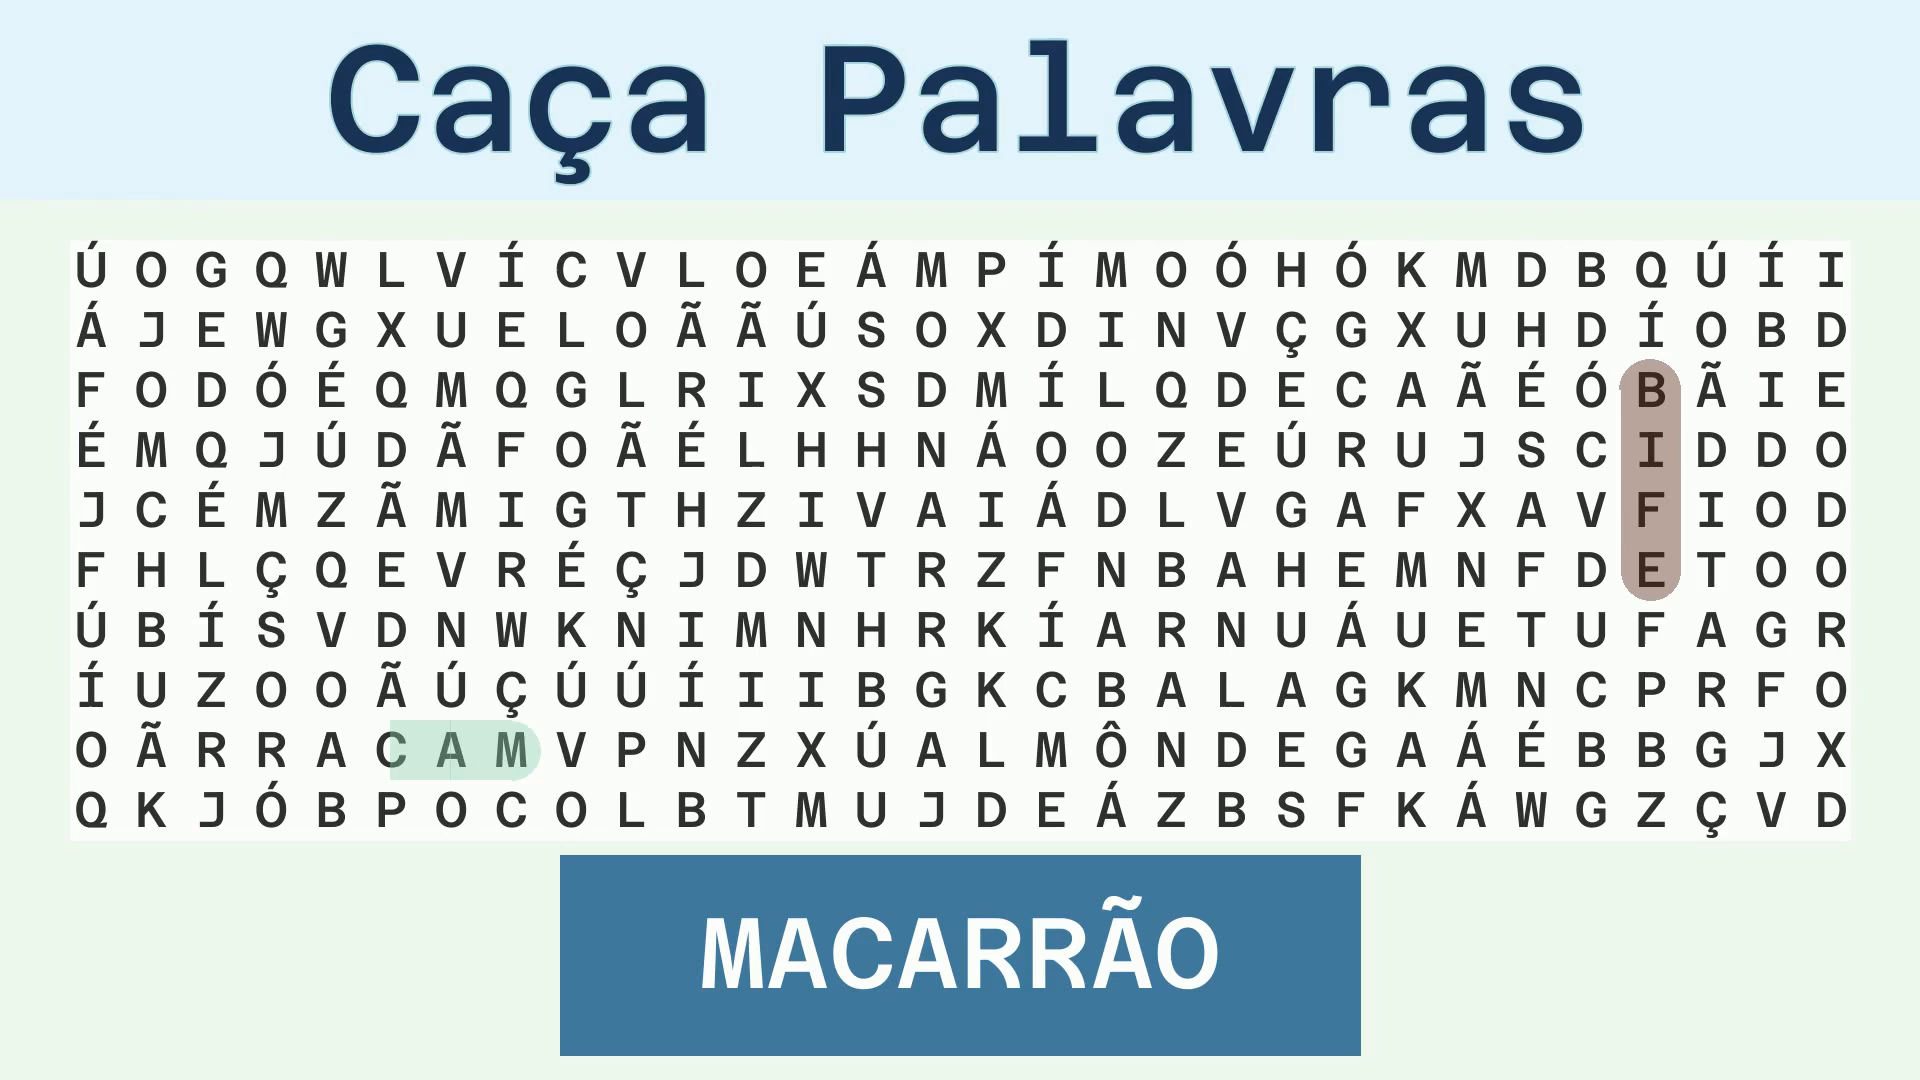 Caça Palavras
Ú O G Q W L V Í C V L O E Á M P Í M O Ó H Ó K M D B Q Ú Í I
Á J E W G X U E L O Ã Ã Ú S O X D I N V Ç G X U H D Í O B D
F O D Ó É Q M Q G L R I X S D M Í L Q D E C A Ã É Ó B Ã I E
É M Q J Ú D Ã F O Ã É L H H N Á O O Z E Ú R U J S C I D D O
J C É M Z Ã M I G T H Z I V A I Á D L V G A F X A V F I O D
F H L Ç Q E V R É Ç J D W T R Z F N B A H E M N F D E T O O
Ú B Í S V D N W K N I M N H R K Í A R N U Á U E T U F A G R
Í U Z O O Ã Ú Ç Ú Ú Í I I B G K C B A L A G K M N C P R F O
O Ã R R A C A M V P N Z X Ú A L M Ô N D E G A Á É B B G J X
Q K J Ó B P O C O L B T M U J D E Á Z B S F K Á W G Z Ç V D
MACARRÃO